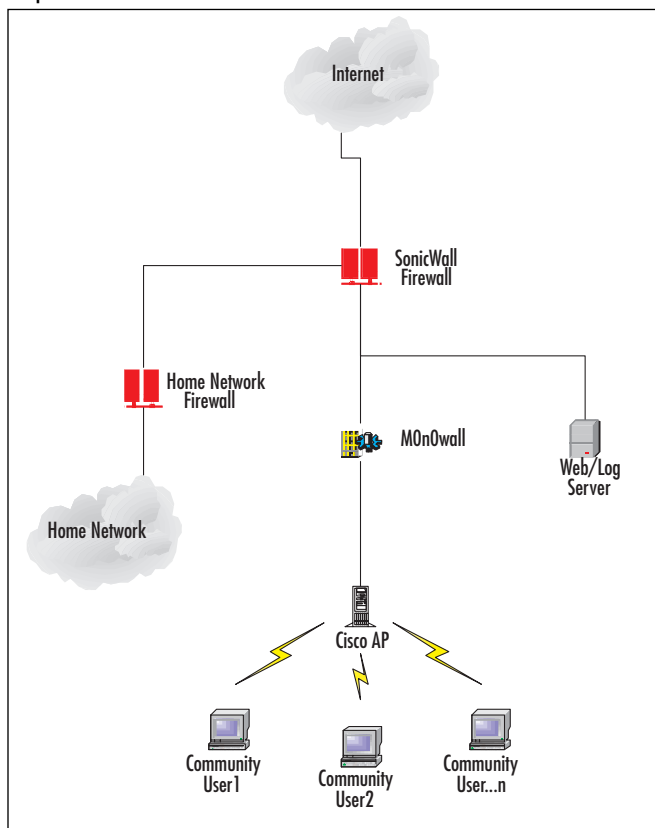 Internet
SonicWall
Firewall
Home Network
Firewall
M0n0wall
Web/Log
Server
Home Network
Cisco AP
Community
User1
Community
User2
Community
User...n